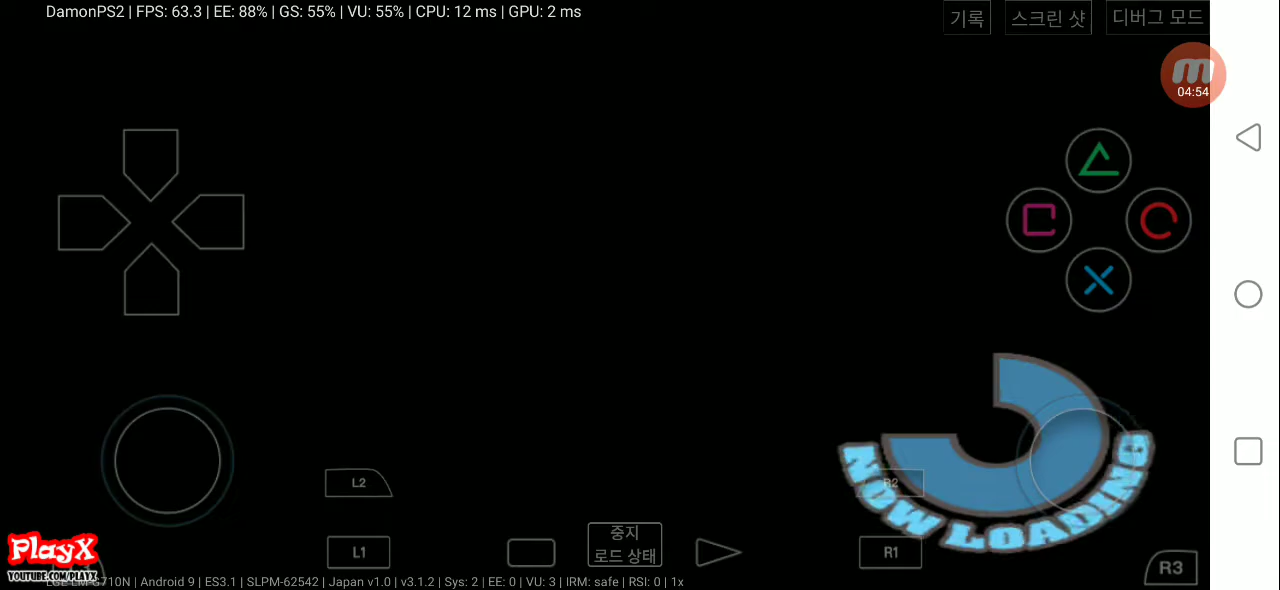 DamonPS2 | FPS: 63.3 | EE: 88% | GS: 55% | VU: 55% | CPU: 12 ms | GPU: 2 ms
기록
스크린 샷
디버그 모드
04:54
L2
R2
NOW LOADING
PlayX
YOUTUBE.COM/PLAYX
L1
중지
로드 상태
R1
R3
G710N | Android 9 | ES3.1 | SLPM-62542 | Japan v1.0 | v3.1.2 | Sys: 2 | EE: 0 | VU: 3 | IRM: safe | RSI: 0 | 1x